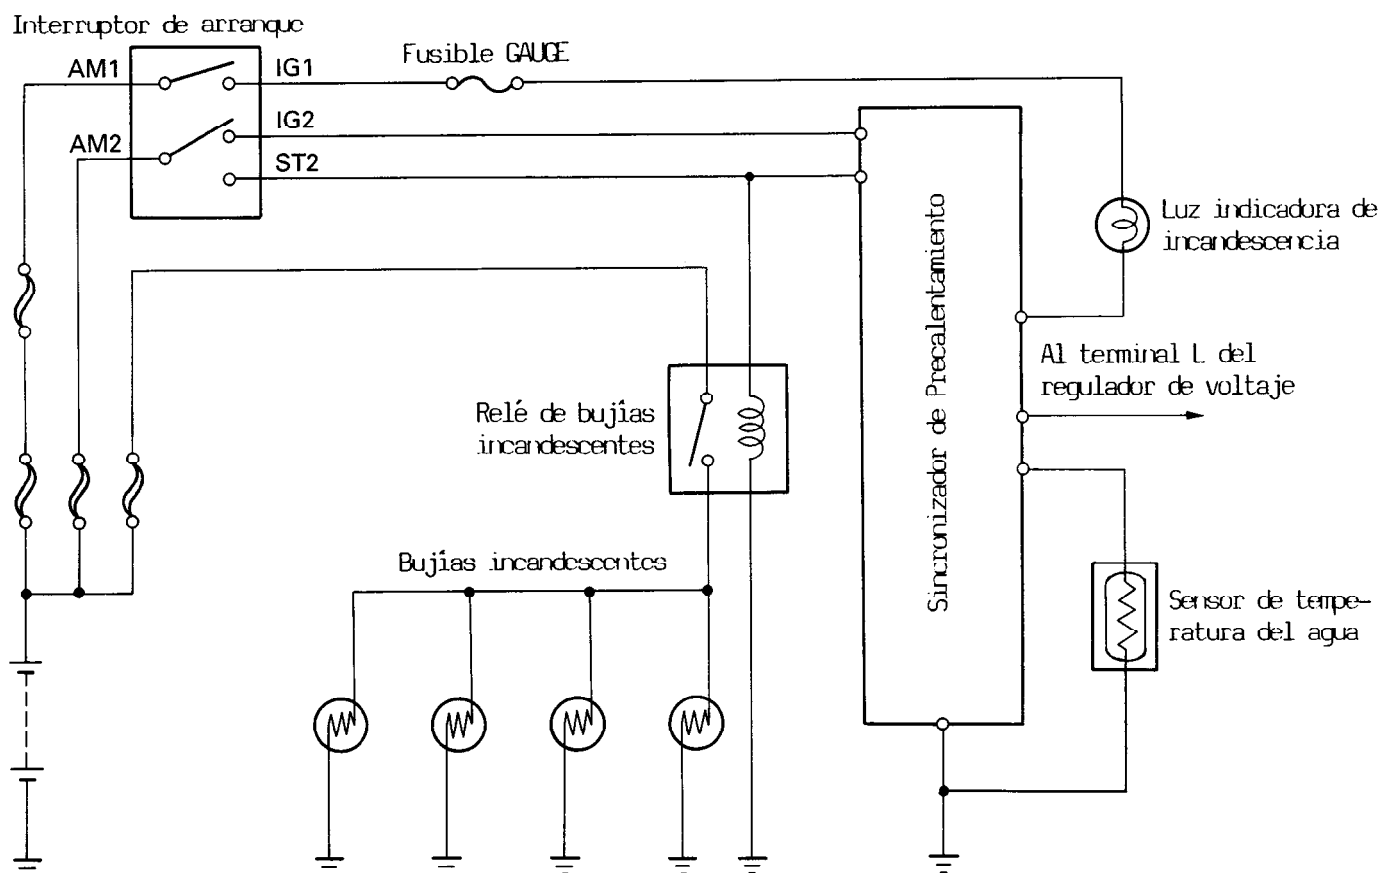 Interruptor de arranque
Fusible GAUGE
AM1
IG1
IG2
AM2
ST2
Luz indicadora de
incandescencia
Sincronizador de Precalentamiento
Al terminal L del
regulador de voltaje
Relé de bujías
incandescentes
Bujías incandescentes
Sensor de tempe-
ratura del agua